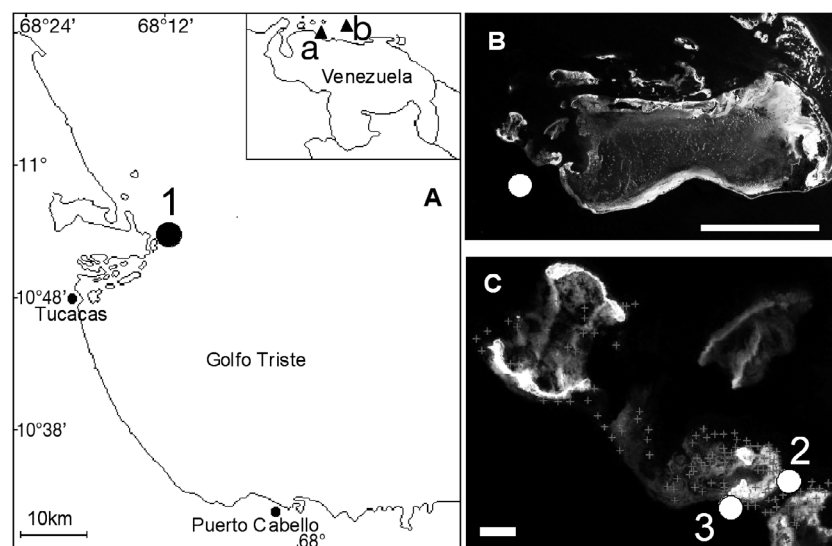 68°24’
68°12’
a
b
Venezuela
11°
1
A
10°48’
Tucacas
Golfo Triste
10°38’
10km
Puerto Cabello
68°
B
C
2
3